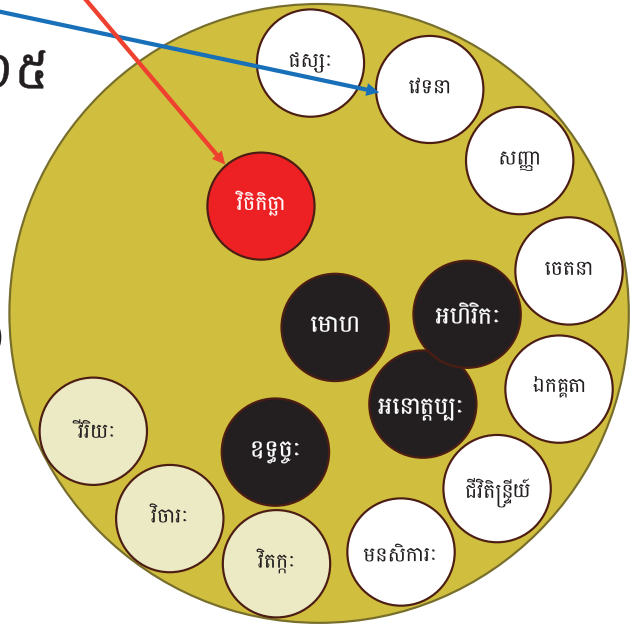 ផស្សៈ
វេទនា
១៥
សញ្ញា
វិចិកិច្ឆា
ចេតនា
មោហ
អហិរិកៈ
ឯកគ្គតា
អនោត្តប្បៈ
វីរិយៈ
ឧទ្ធច្ចៈ
ជីវិតិន្ទ្រីយ៍
វិចារៈ
វិតក្កៈ
មនសិការៈ